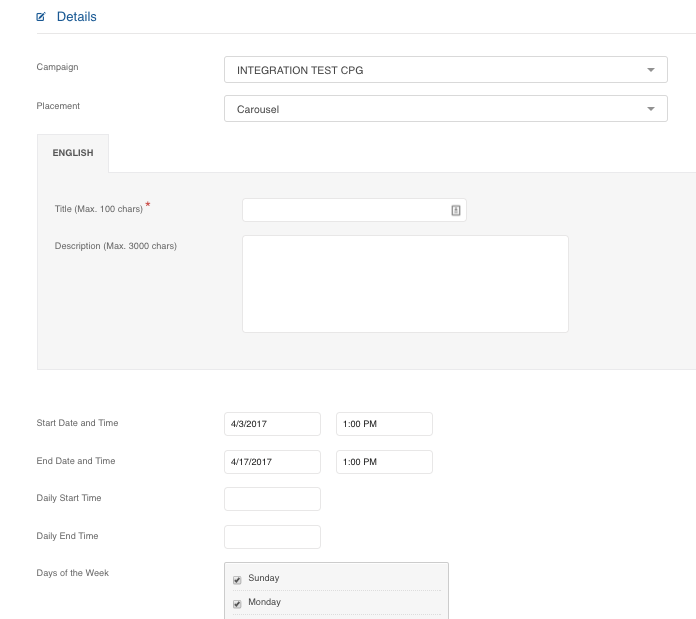 Details
Campaign INTEGRATION TEST CPG
Placement Carousel
ENGLISH
Title (Max. 100 chars) *
Description (Max. 3000 chars)
Start Date and Time 4/3/2017 1:00 PM
End Date and Time 4/17/2017 1:00 PM
Daily Start Time
Daily End Time
Days of the Week Sunday
Monday